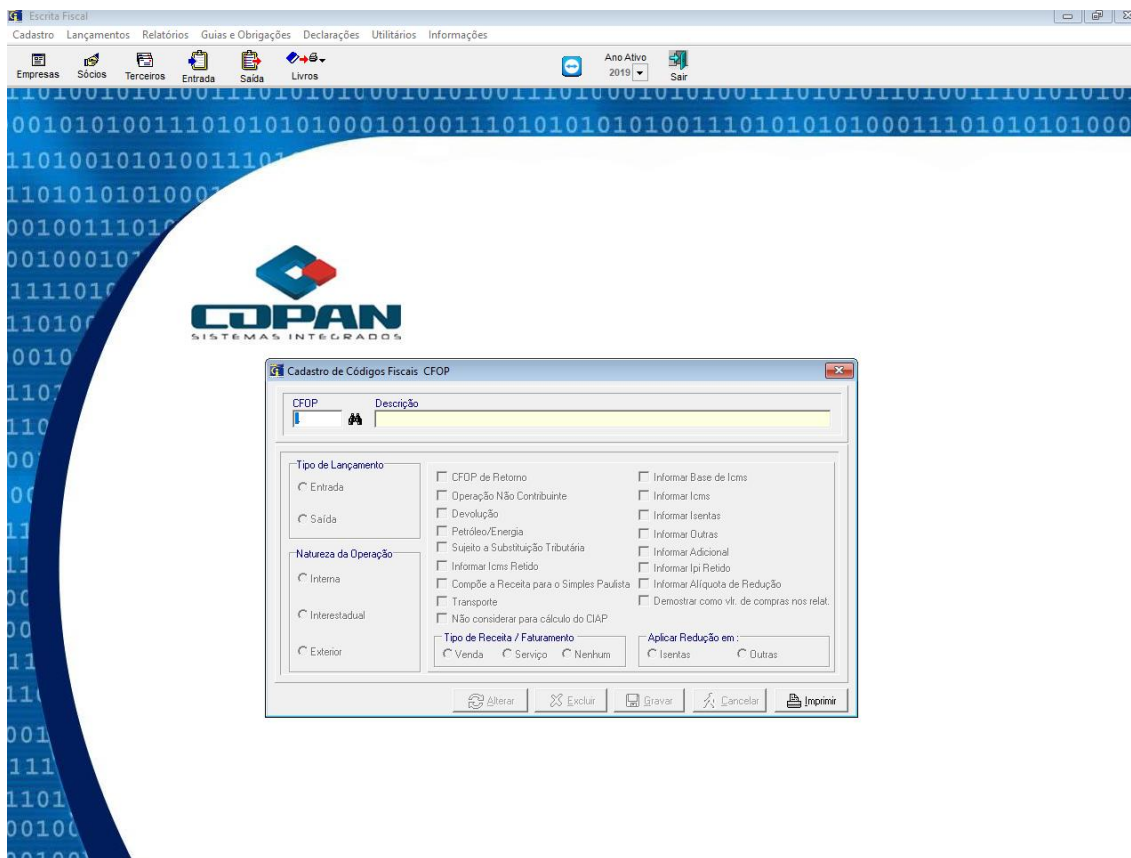 Escrita Fiscal
Cadastro Lançamentos Relatórios Guias e Obrigações Declarações Utilitários Informações
Empresas Sócios Terceiros Entrada Saída Livros Ano Ativo 2019 Sair
COPAN
SISTEMAS INTEGRADOS
Cadastro de Códigos Fiscais CFOP
CFOP Descrição
Tipo de Lançamento
Entrada
Saída
Natureza da Operação
Interna
Interestadual
Exterior
CFOP de Retorno
Operação Não Contribuinte
Devolução
Petróleo/Energia
Sujeito a Substituição Tributária
Informar Icms Retido
Compõe a Receita para o Simples Paulista
Transporte
Não considerar para cálculo do CIAP
Informar Base de Icms
Informar Icms
Informar Isentas
Informar Outras
Informar Adicional
Informar Ipi Retido
Informar Alíquota de Redução
Demostrar como vlr. de compras nos relat.
Tipo de Receita / Faturamento
Venda Serviço Nenhum
Aplicar Redução em :
Isentas Outras
Alterar Excluir Gravar Cancelar Imprimir